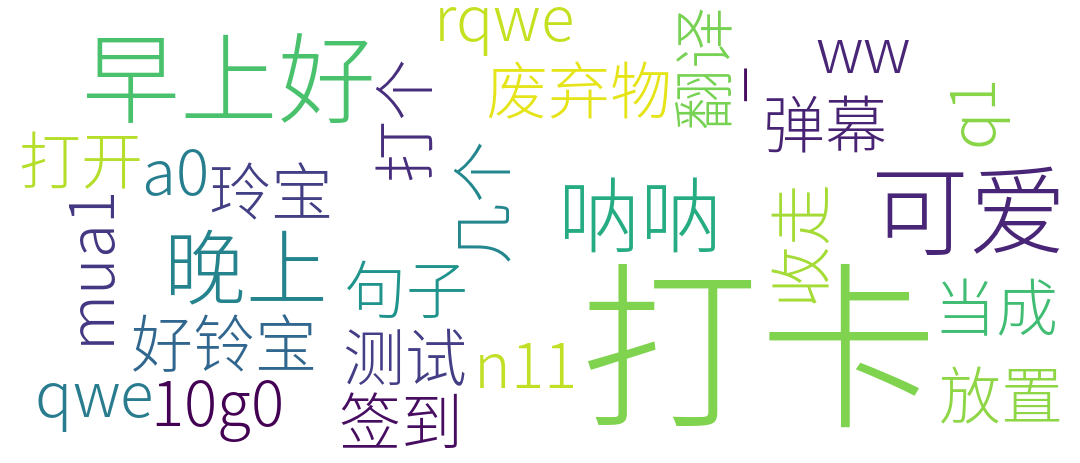 rqwe
早上好
打个
废弃物
翻译
ww
弹幕
q1
打开
a0
玲宝
几个
呐呐
可爱
mua1
晚上
句子
打卡
收走
当成
好铃宝
测试
n11
qwe
10g0
签到
放置